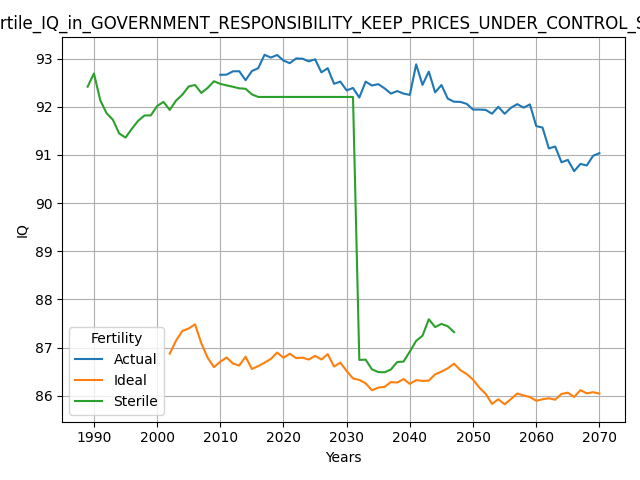 rtile_IQ_in_GOVERNMENT_RESPONSIBILITY_KEEP_PRICES_UNDER_CONTROL_S
93
92
91
90
89
88
87
86
IQ
Fertility
Actual
Ideal
Sterile
1990 2000 2010 2020 2030 2040 2050 2060 2070
Years